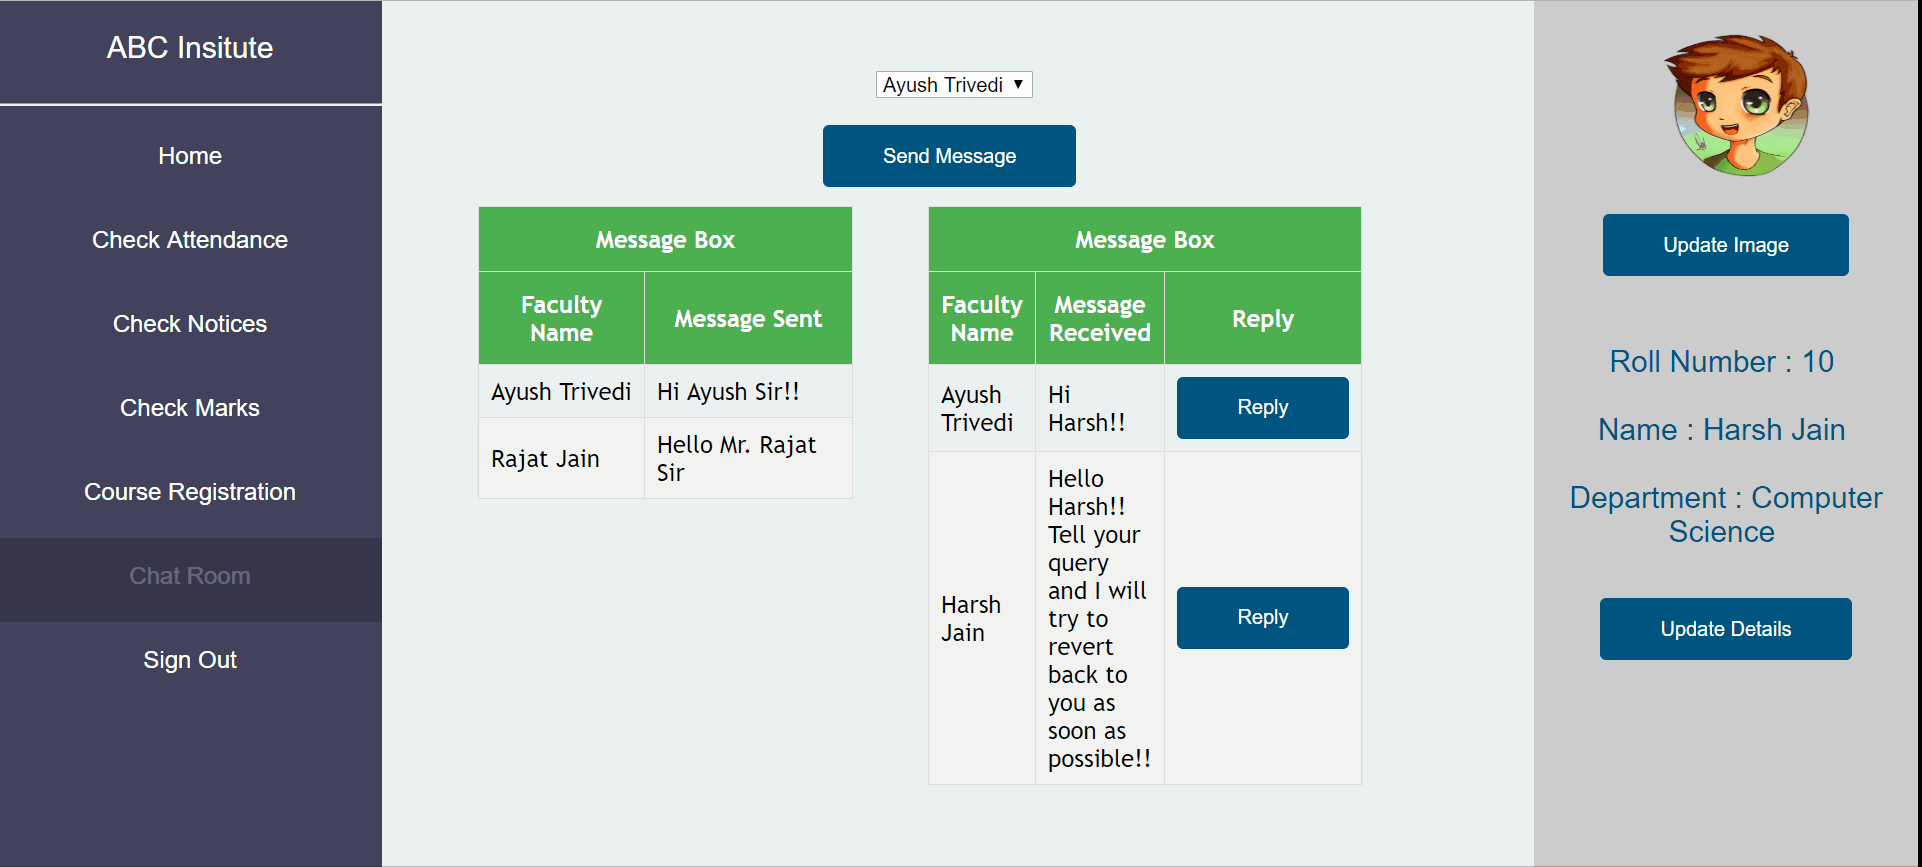 ABC Insitute
Home
Check Attendance
Check Notices
Check Marks
Course Registration
Chat Room
Sign Out
Ayush Trivedi
Send Message
Message Box
Faculty
Name
Message Sent
Ayush Trivedi
Hi Ayush Sir!!
Rajat Jain
Hello Mr. Rajat
Sir
Message Box
Faculty
Name
Message
Received
Reply
Ayush
Trivedi
Hi
Harsh!!
Reply
Harsh
Jain
Hello
Harsh!!
Tell your
query
and I will
try to
revert
back to
you as
soon as
possible!!
Reply
Update Image
Roll Number : 10
Name : Harsh Jain
Department : Computer
Science
Update Details